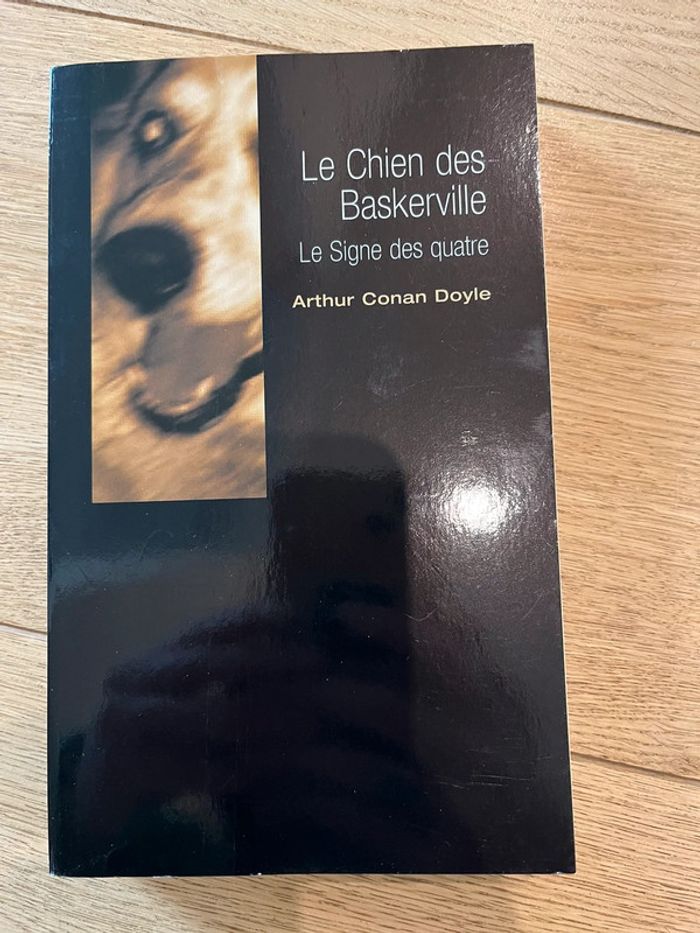 Le Chien des
Baskerville
Le Signe des quatre
Arthur Conan Doyle